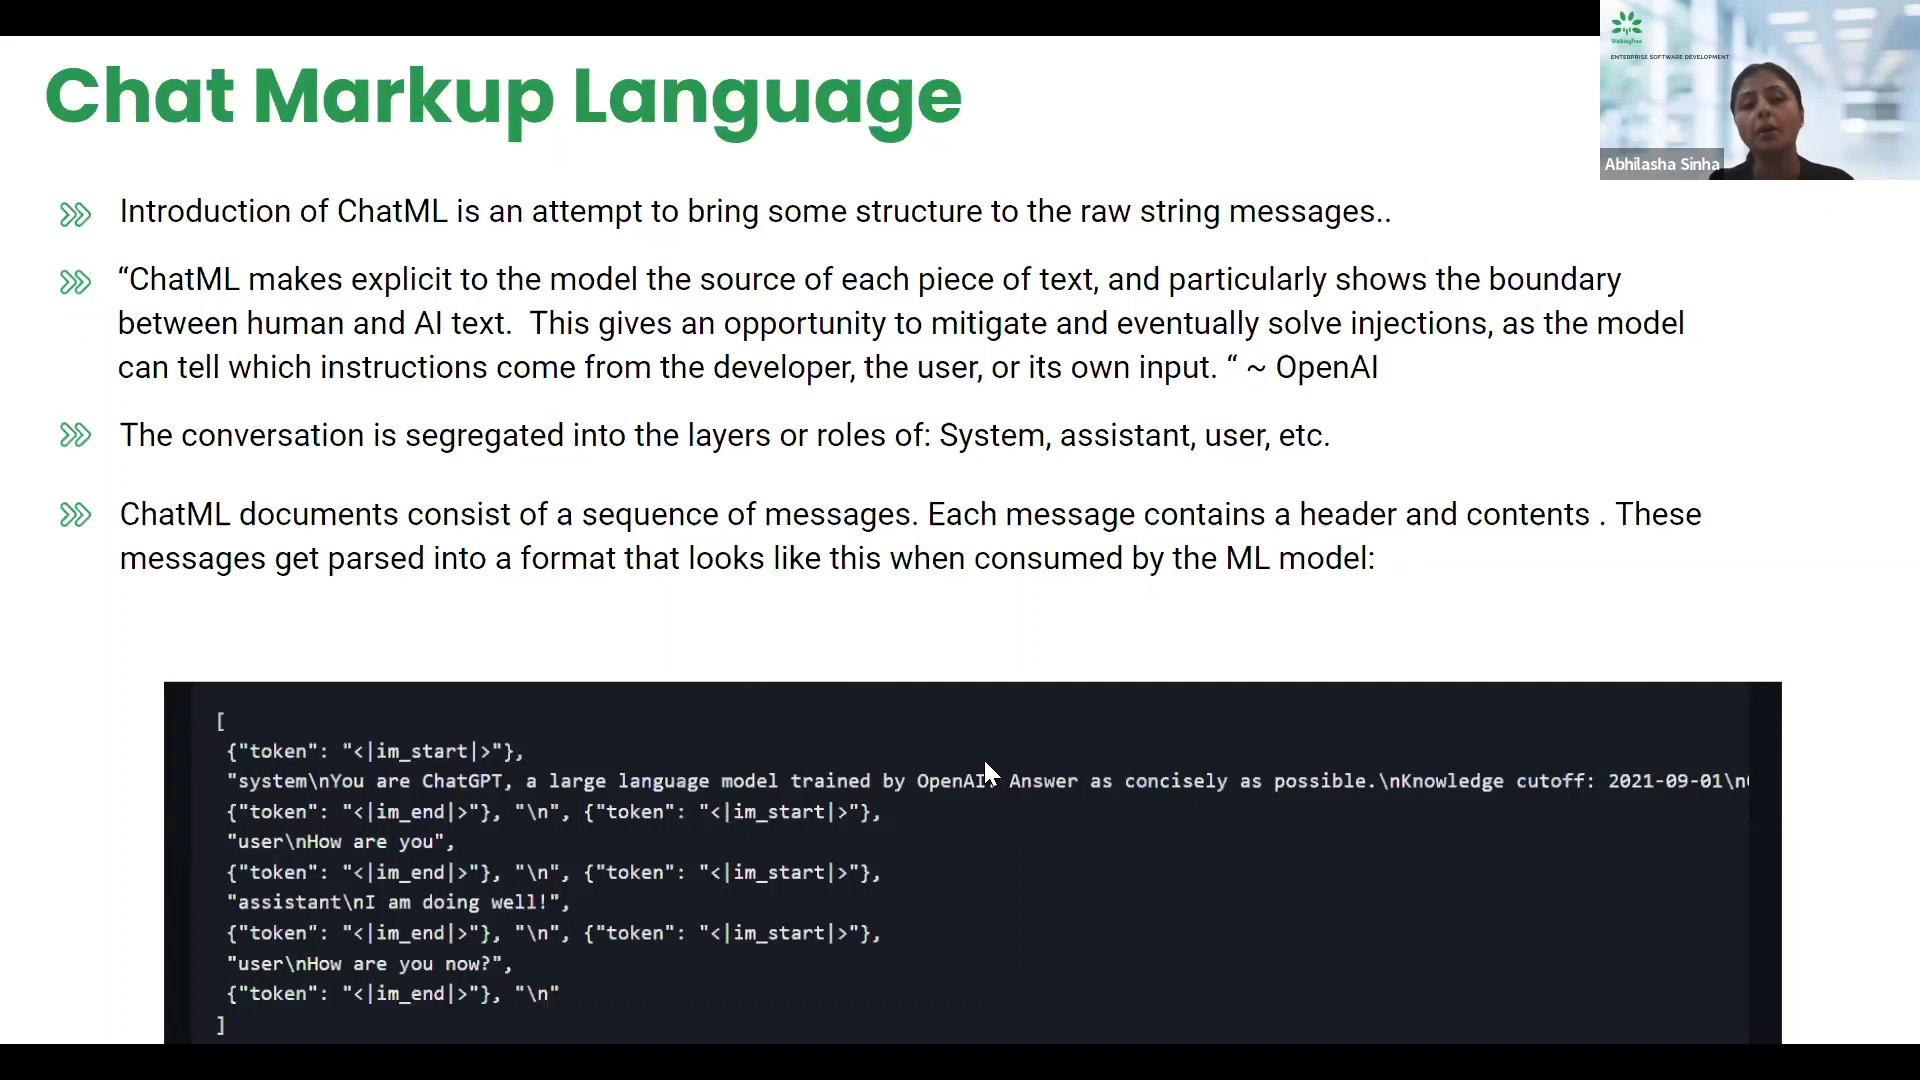 Chat Markup Language
WalkingTree
ENTERPRISE SOFTWARE DEVELOPMENT
Abhilasha Sinha
Introduction of ChatML is an attempt to bring some structure to the raw string messages..
“ChatML makes explicit to the model the source of each piece of text, and particularly shows the boundary
between human and AI text.  This gives an opportunity to mitigate and eventually solve injections, as the model
can tell which instructions come from the developer, the user, or its own input. “ ~ OpenAI
The conversation is segregated into the layers or roles of: System, assistant, user, etc.
ChatML documents consist of a sequence of messages. Each message contains a header and contents . These
messages get parsed into a format that looks like this when consumed by the ML model:
[
{"token": "<|im_start|>"},
"system\nYou are ChatGPT, a large language model trained by OpenAI. Answer as concisely as possible.\nKnowledge cutoff: 2021-09-01\n
{"token": "<|im_end|>"}, "\n", {"token": "<|im_start|>"},
"user\nHow are you",
{"token": "<|im_end|>"}, "\n", {"token": "<|im_start|>"},
"assistant\nI am doing well!",
{"token": "<|im_end|>"}, "\n", {"token": "<|im_start|>"},
"user\nHow are you now?",
{"token": "<|im_end|>"}, "\n"
]